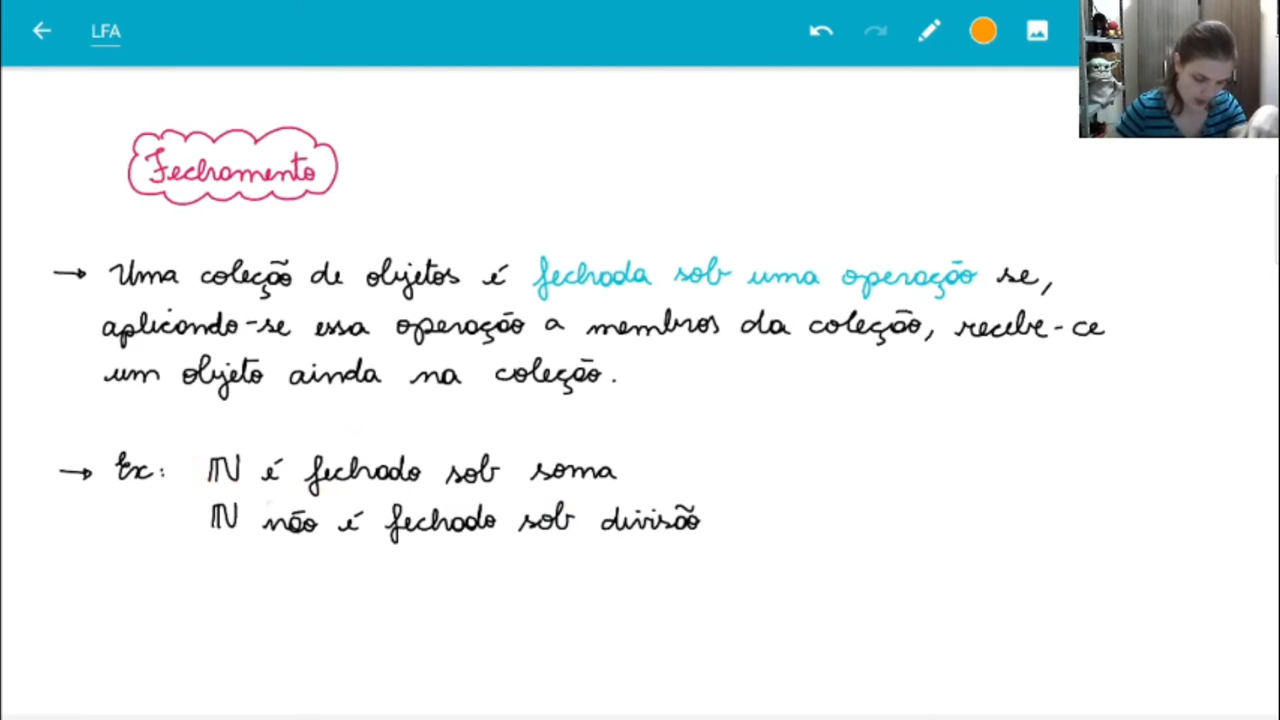 LFA
Fechamento
→ Uma coleção de objetos é fechada sob uma operação se,
aplicando-se essa operação a membros da coleção, recebe-ce
um objeto ainda na coleção.
→ Ex: ℕ é fechado sob soma
ℕ não é fechado sob divisão